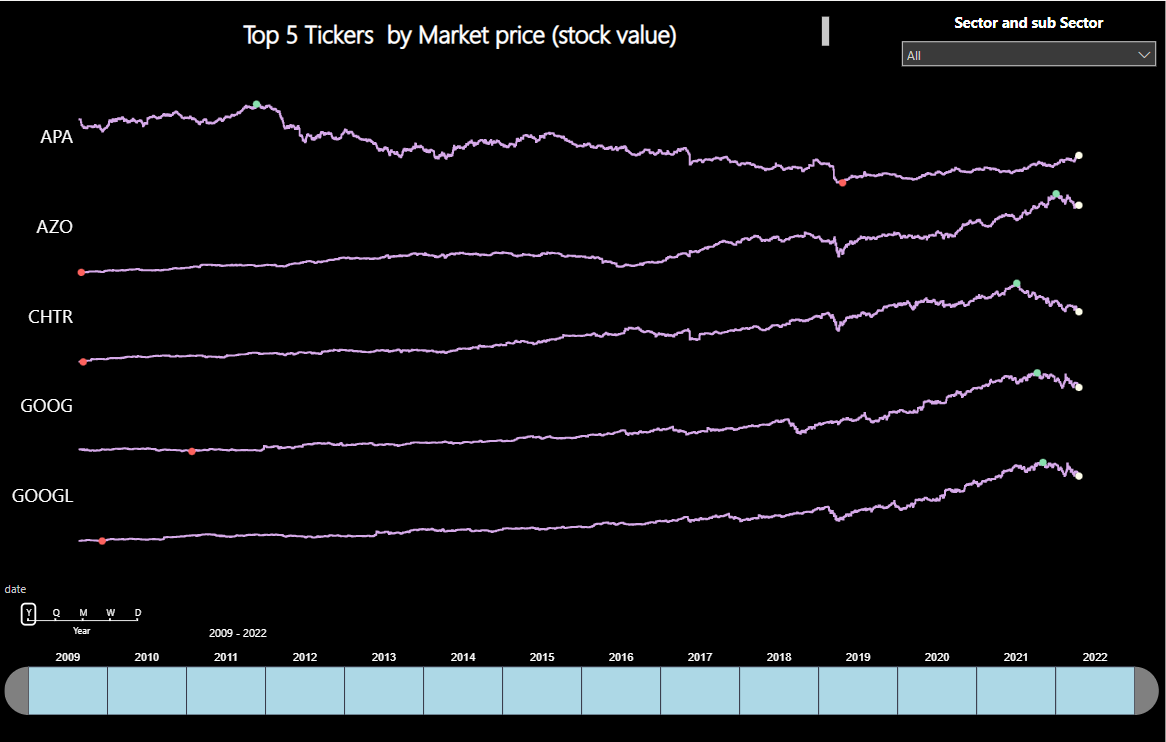 Top 5 Tickers by Market price (stock value)
Sector and sub Sector
All
APA
AZO
CHTR
GOOG
GOOGL
date
Y Q M W D
Year
2009 - 2022
2009 2010 2011 2012 2013 2014 2015 2016 2017 2018 2019 2020 2021 2022